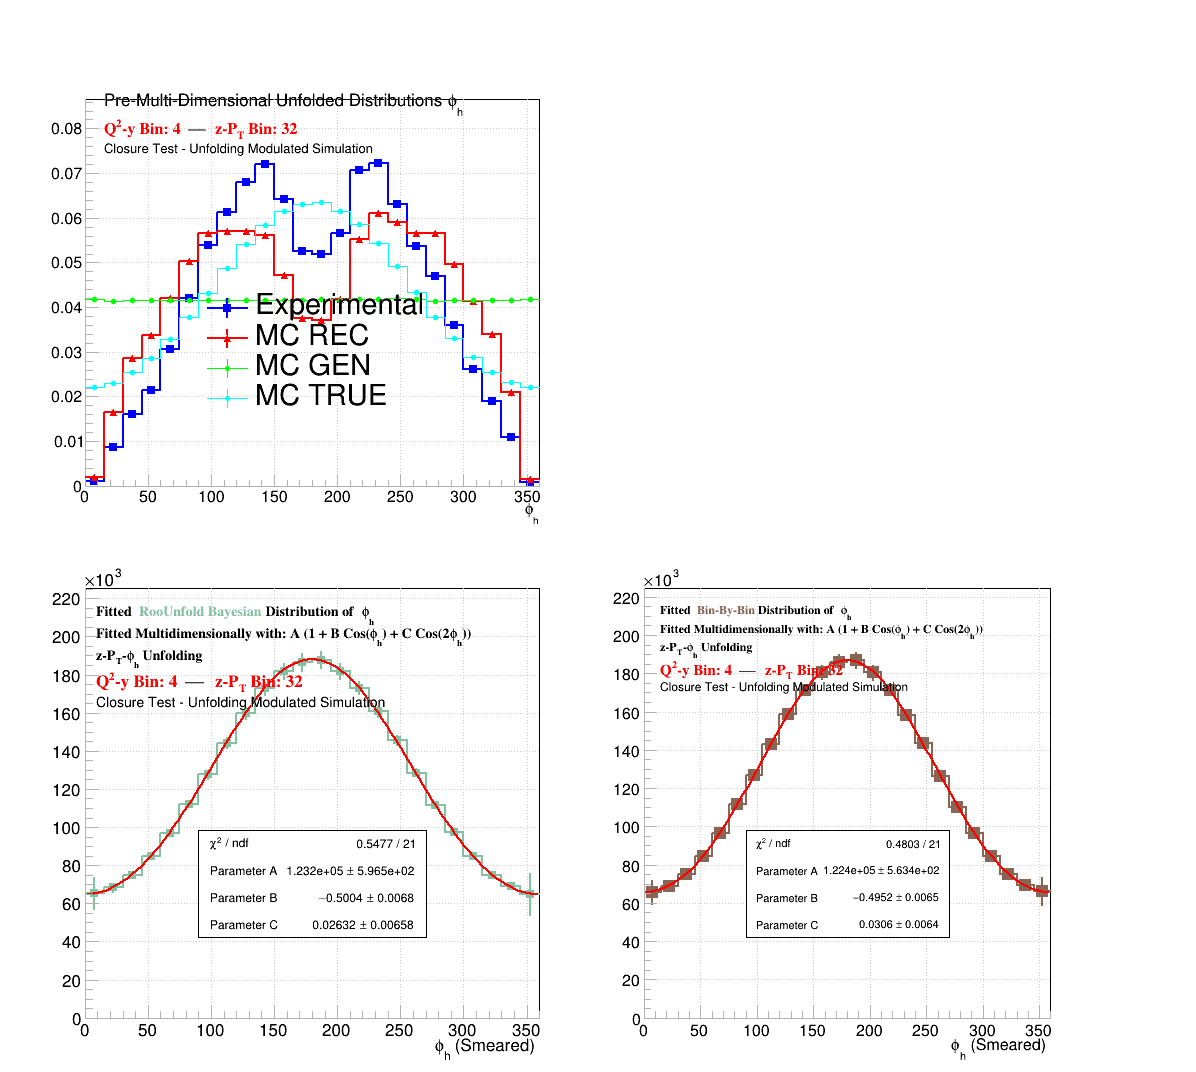 Pre-Multi-Dimensional Unfolded Distributions ϕh
Q2-y Bin: 4 — z-PT Bin: 32
Closure Test - Unfolding Modulated Simulation
0.08
0.07
0.06
0.05
0.04
0.03
0.02
0.01
0
Experimental
MC REC
MC GEN
MC TRUE
0 50 100 150 200 250 300 350
ϕh
×10³
220
200
180
160
140
120
100
80
60
40
20
0
Fitted RooUnfold Bayesian Distribution of ϕh
Fitted Multidimensionally with: A (1 + B Cos(ϕh) + C Cos(2ϕh))
z-PT-ϕh Unfolding
Q2-y Bin: 4 — z-PT Bin: 32
Closure Test - Unfolding Modulated Simulation
χ² / ndf 0.5477 / 21
Parameter A 1.232e+05 ± 5.965e+02
Parameter B −0.5004 ± 0.0068
Parameter C 0.02632 ± 0.00658
0 50 100 150 200 250 300 350
ϕh (Smeared)
×10³
220
200
180
160
140
120
100
80
60
40
20
0
Fitted Bin-By-Bin Distribution of ϕh
Fitted Multidimensionally with: A (1 + B Cos(ϕh) + C Cos(2ϕh))
z-PT-ϕh Unfolding
Q2-y Bin: 4 — z-PT Bin: 32
Closure Test - Unfolding Modulated Simulation
χ² / ndf 0.4803 / 21
Parameter A 1.224e+05 ± 5.634e+02
Parameter B −0.4952 ± 0.0065
Parameter C 0.0306 ± 0.0064
0 50 100 150 200 250 300 350
ϕh (Smeared)